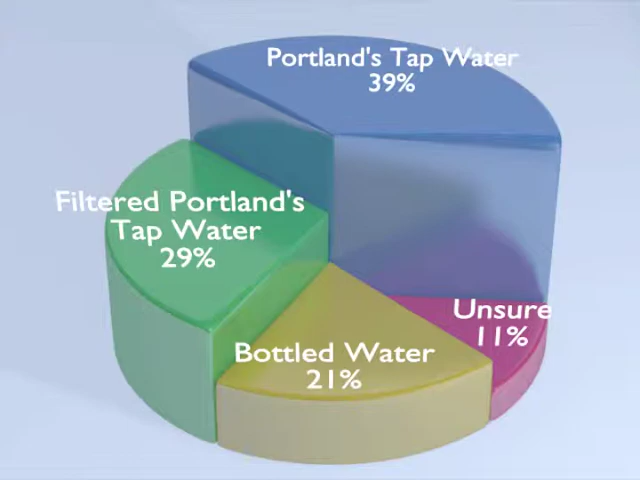 Portland's Tap Water
39%
Filtered Portland's
Tap Water
29%
Unsure
11%
Bottled Water
21%